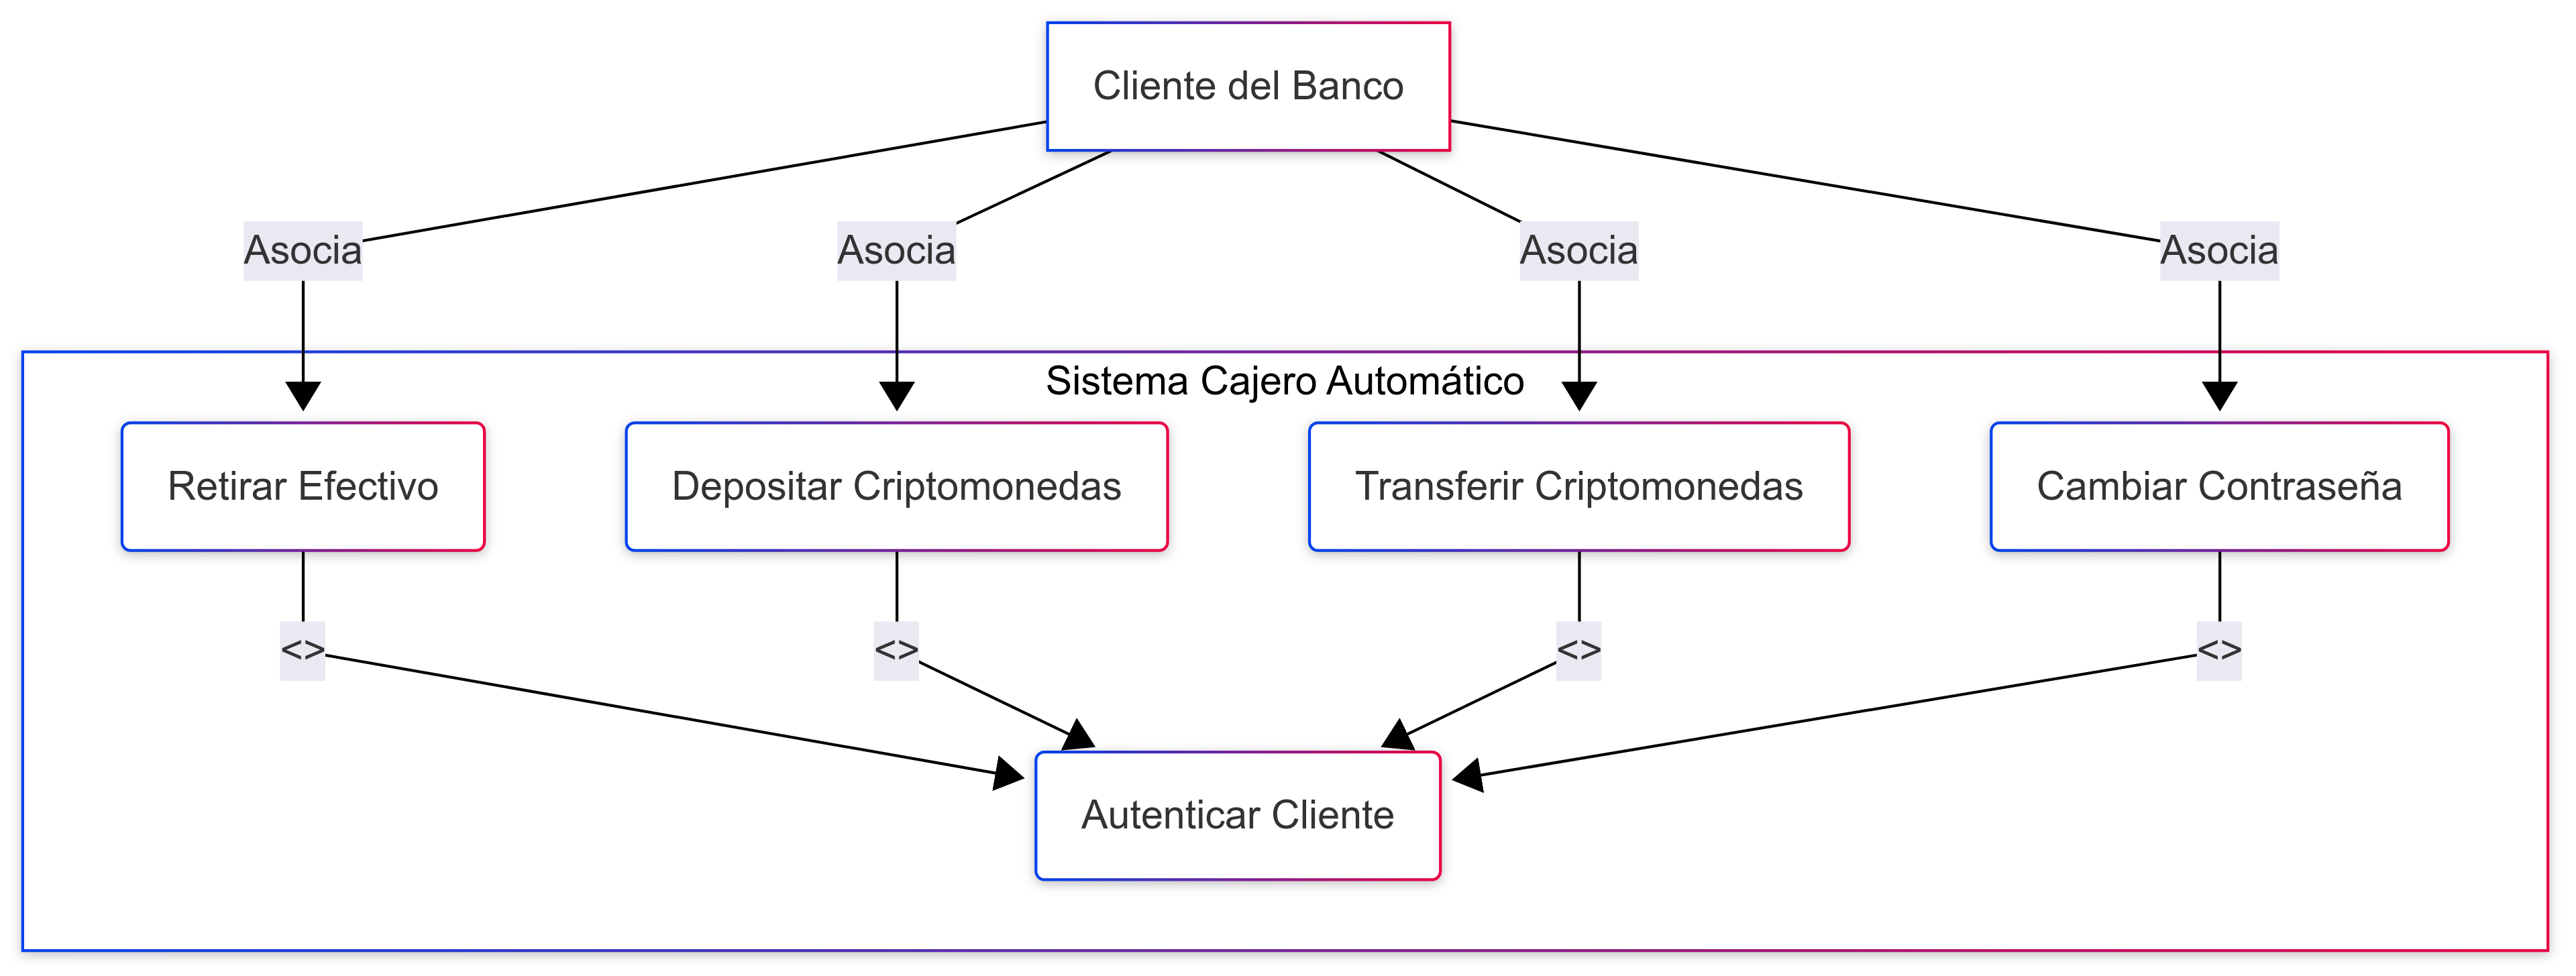 Cliente del Banco
Asocia
Asocia
Asocia
Asocia
Sistema Cajero Automático
Retirar Efectivo
Depositar Criptomonedas
Transferir Criptomonedas
Cambiar Contraseña
<>
<>
<>
<>
Autenticar Cliente